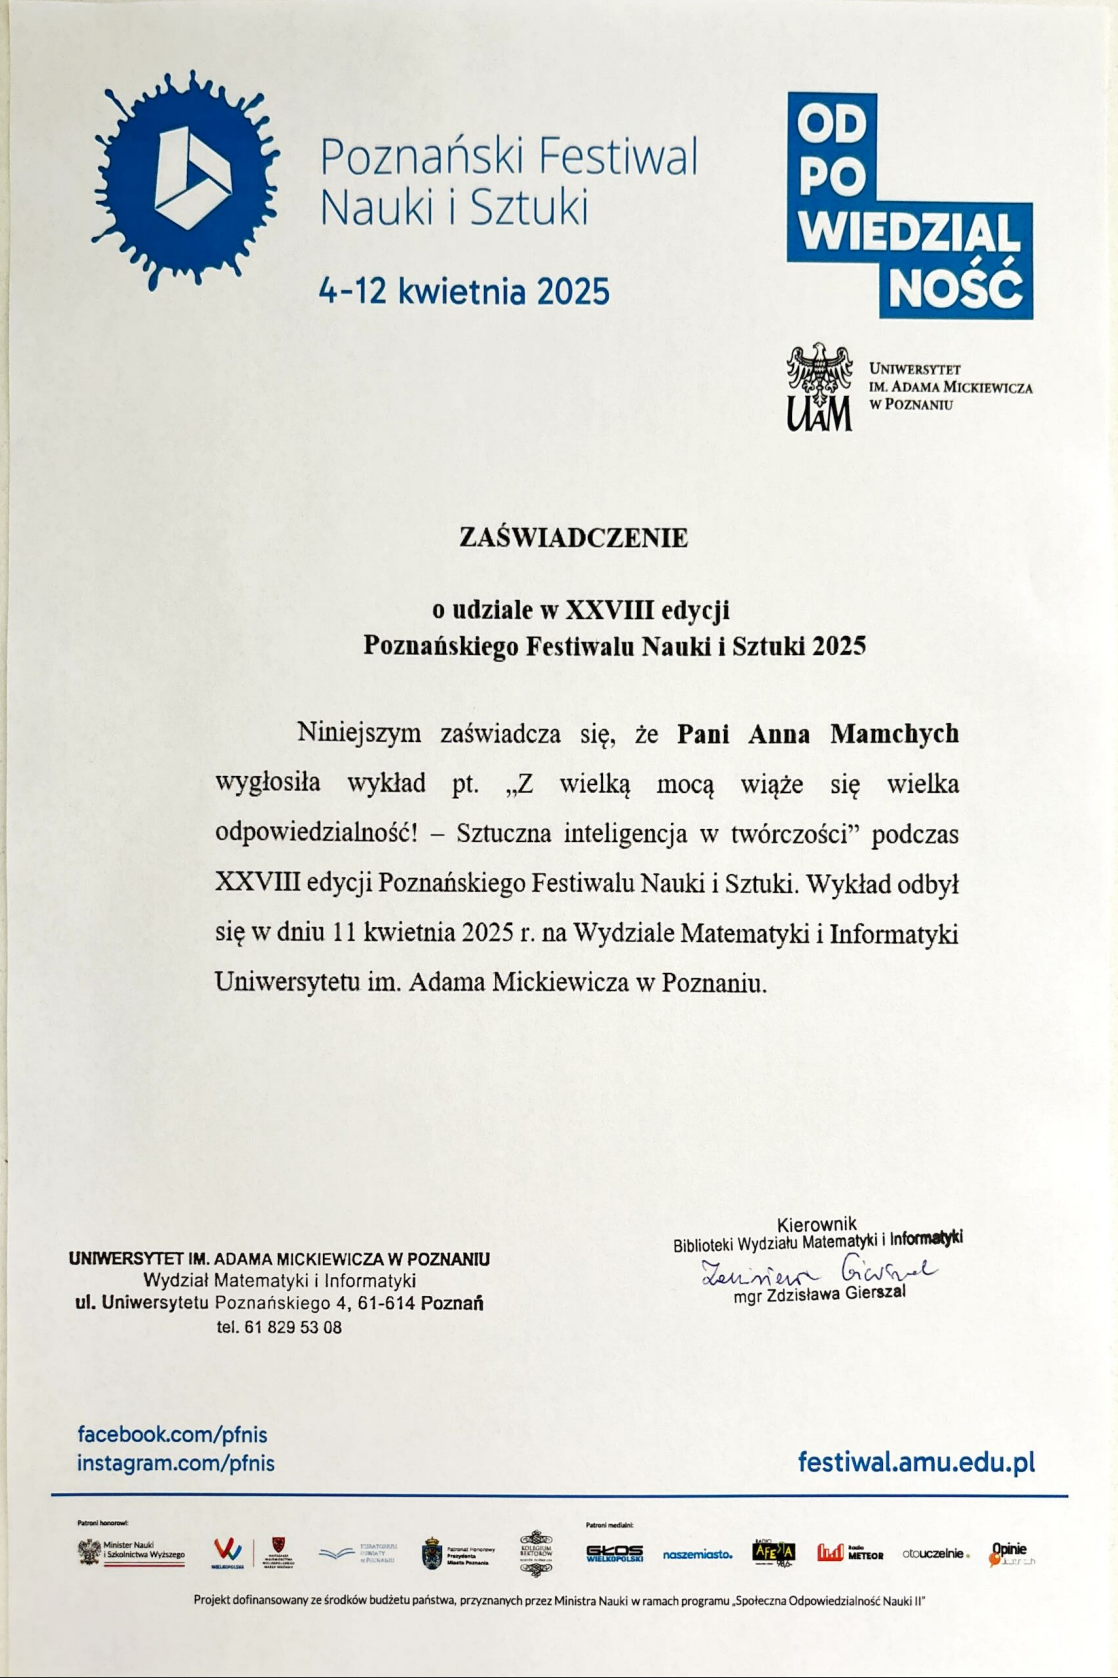 Poznański Festiwal
Nauki i Sztuki
4-12 kwietnia 2025
OD
PO
WIEDZIAL
NOŚĆ
UAM
UNIWERSYTET
IM. ADAMA MICKIEWICZA
W POZNANIU
ZAŚWIADCZENIE
o udziale w XXVIII edycji
Poznańskiego Festiwalu Nauki i Sztuki 2025
Niniejszym zaświadcza się, że Pani Anna Mamchych
wygłosiła wykład pt. „Z wielką mocą wiąże się wielka
odpowiedzialność! – Sztuczna inteligencja w twórczości” podczas
XXVIII edycji Poznańskiego Festiwalu Nauki i Sztuki. Wykład odbył
się w dniu 11 kwietnia 2025 r. na Wydziale Matematyki i Informatyki
Uniwersytetu im. Adama Mickiewicza w Poznaniu.
UNIWERSYTET IM. ADAMA MICKIEWICZA W POZNANIU
Wydział Matematyki i Informatyki
ul. Uniwersytetu Poznańskiego 4, 61-614 Poznań
tel. 61 829 53 08
Kierownik
Biblioteki Wydziału Matematyki i Informatyki
mgr Zdzisława Gierszal
facebook.com/pfnis
instagram.com/pfnis
festiwal.amu.edu.pl
Patroni honorowi:
Minister Nauki
i Szkolnictwa Wyższego
WIELKOPOLSKA
Patronat Honorowy
Prezydenta
Miasta Poznania
KOLEGIUM
REKTORÓW
Patroni medialni:
GŁOS
WIELKOPOLSKI
naszemiasto.
RADIO
AFERA
98,6
Radio
METEOR
otouczelnie.
Opinie
Projekt dofinansowany ze środków budżetu państwa, przyznanych przez Ministra Nauki w ramach programu „Społeczna Odpowiedzialność Nauki II”